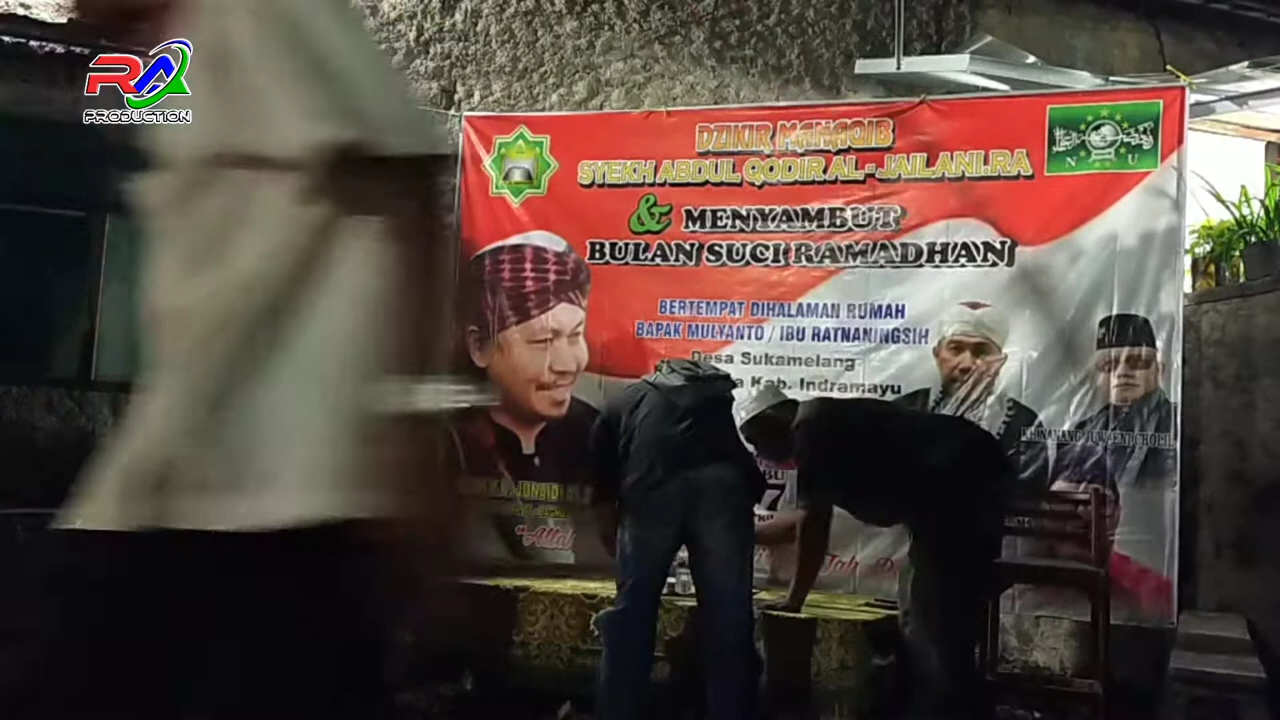 RA
PRODUCTION
DZIKIR MANAQIB
SYEKH ABDUL QODIR AL - JAILANI.RA
& MENYAMBUT
BULAN SUCI RAMADHAN
BERTEMPAT DIHALAMAN RUMAH
BAPAK MULYANTO / IBU RATNANINGSIH
Desa Sukamelang
Kab. Indramayu
N U
JUNAIDI